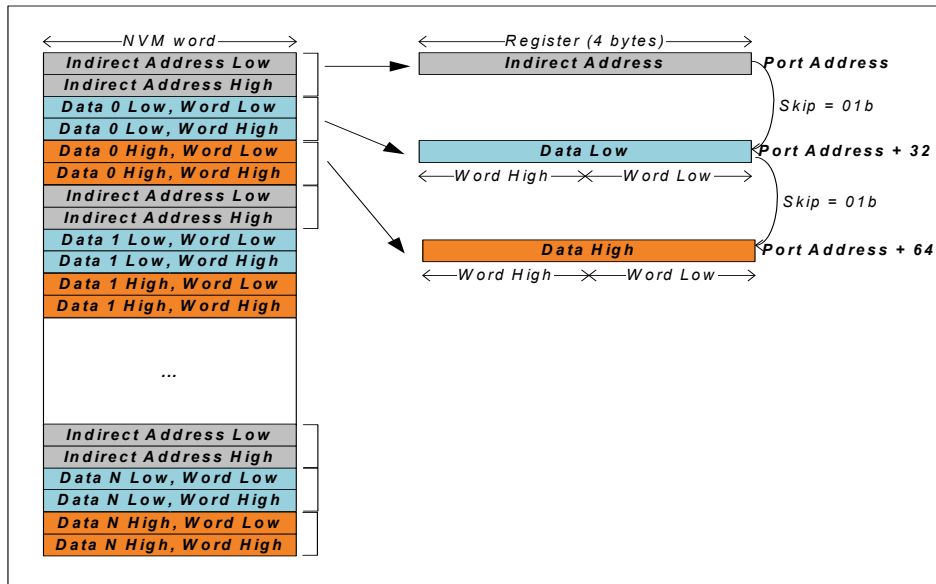 NVM word
Indirect Address Low
Indirect Address High
Data 0 Low, Word Low
Data 0 Low, Word High
Data 0 High, Word Low
Data 0 High, Word High
Indirect Address Low
Indirect Address High
Data 1 Low, Word Low
Data 1 Low, Word High
Data 1 High, Word Low
Data 1 High, Word High
...
Indirect Address Low
Indirect Address High
Data N Low, Word Low
Data N Low, Word High
Data N High, Word Low
Data N High, Word High
Register (4 bytes)
Indirect Address
Port Address
Skip = 01b
Data Low
Port Address + 32
Word High
Word Low
Skip = 01b
Data High
Port Address + 64
Word High
Word Low